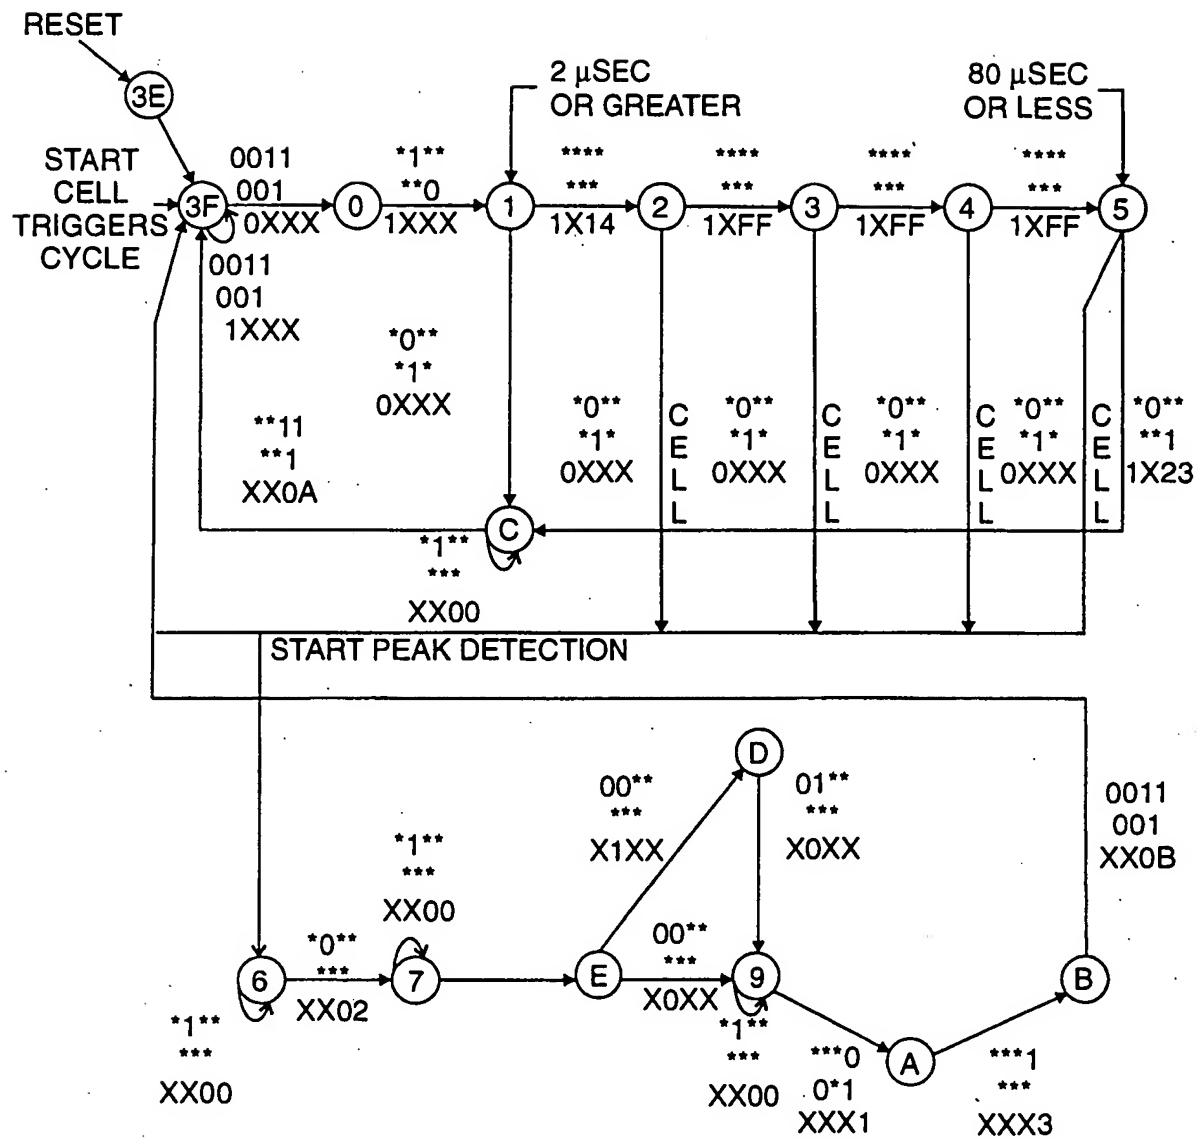 RESET
3E
2 µSEC
OR GREATER
80 µSEC
OR LESS
START
CELL
TRIGGERS
CYCLE
3F
0011
001
0XXX
0
*1**
**0
1XXX
1
****
***
1X14
2
****
***
1XFF
3
****
***
1XFF
4
****
***
1XFF
5
0011
001
1XXX
*0**
*1*
0XXX
**11
**1
XX0A
*0**
*1*
0XXX
CELL
*0**
*1*
0XXX
CELL
*0**
*1*
0XXX
CELL
*0**
*1*
0XXX
CELL
*0**
**1
1X23
C
*1**
***
XX00
START PEAK DETECTION
D
00**
***
X1XX
01**
***
X0XX
0011
001
XX0B
*1**
***
XX00
6
*0**
***
XX02
7
E
00**
***
X0XX
9
B
*1**
***
XX00
*1**
***
XX00
***0
0*1
XXX1
A
***1
***
XXX3